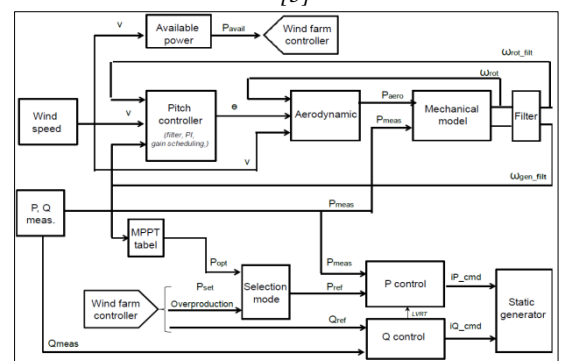 [5]
v
Available
power
Pavail
Wind farm
controller
ωrot_filt
ωrot
Wind
speed
v
Pitch
controller
(filter, PI,
gain scheduling,)
e
Aerodynamic
Paero
Pmeas
Mechanical
model
Filter
v
ωgen_filt
P, Q
meas.
Pmeas
MPPT
tabel
Popt
Pmeas
Wind farm
controller
Pset
Overproduction
Selection
mode
Pref
P control
iP_cmd
LVRT
Static
generator
Qref
Q control
iQ_cmd
Qmeas